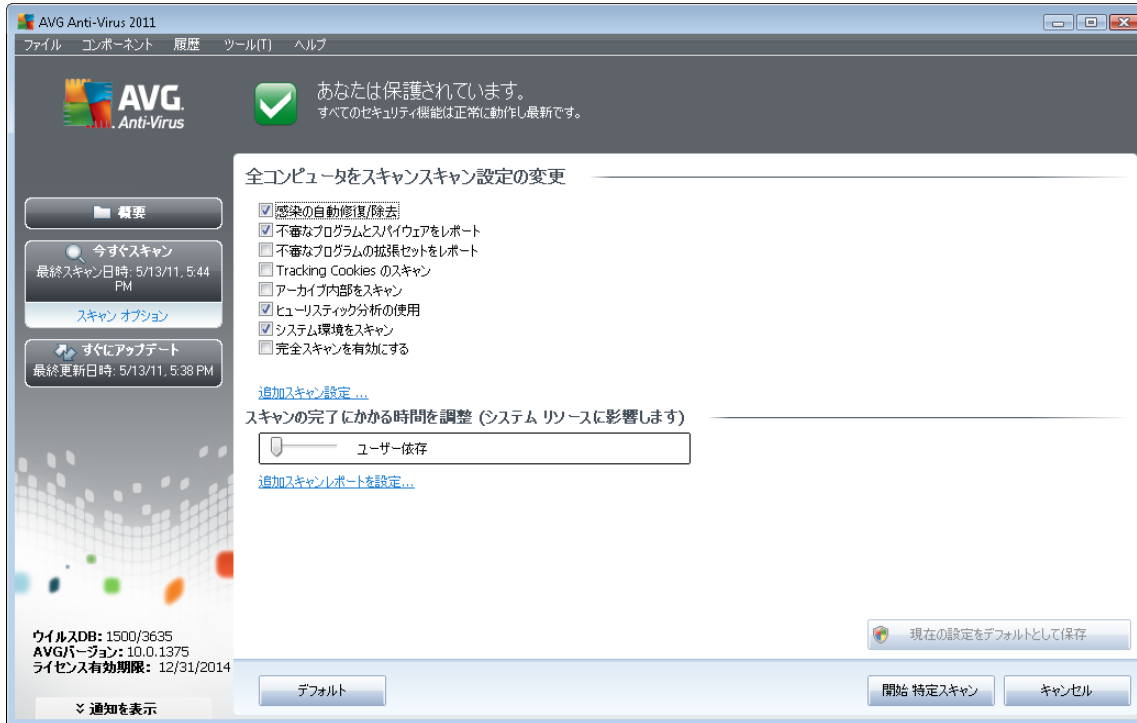 AVG Anti-Virus 2011
ファイル コンポーネント 履歴 ツール(T) ヘルプ
AVG.
Anti-Virus
あなたは保護されています。
すべてのセキュリティ機能は正常に動作し最新です。
概要
今すぐスキャン
最終スキャン日時: 5/13/11, 5:44
PM
スキャン オプション
すぐにアップデート
最終更新日時: 5/13/11, 5:38 PM
全コンピュータをスキャンスキャン設定の変更
感染の自動修復/除去
不審なプログラムとスパイウェアをレポート
不審なプログラムの拡張セットをレポート
Tracking Cookies のスキャン
アーカイブ内部をスキャン
ヒューリスティック分析の使用
システム環境をスキャン
完全スキャンを有効にする
追加スキャン設定 ...
スキャンの完了にかかる時間を調整 (システム リソースに影響します)
ユーザー依存
追加スキャンレポートを設定...
ウイルスDB: 1500/3635
AVGバージョン: 10.0.1375
ライセンス有効期限: 12/31/2014
通知を表示
現在の設定をデフォルトとして保存
デフォルト
開始 特定スキャン
キャンセル